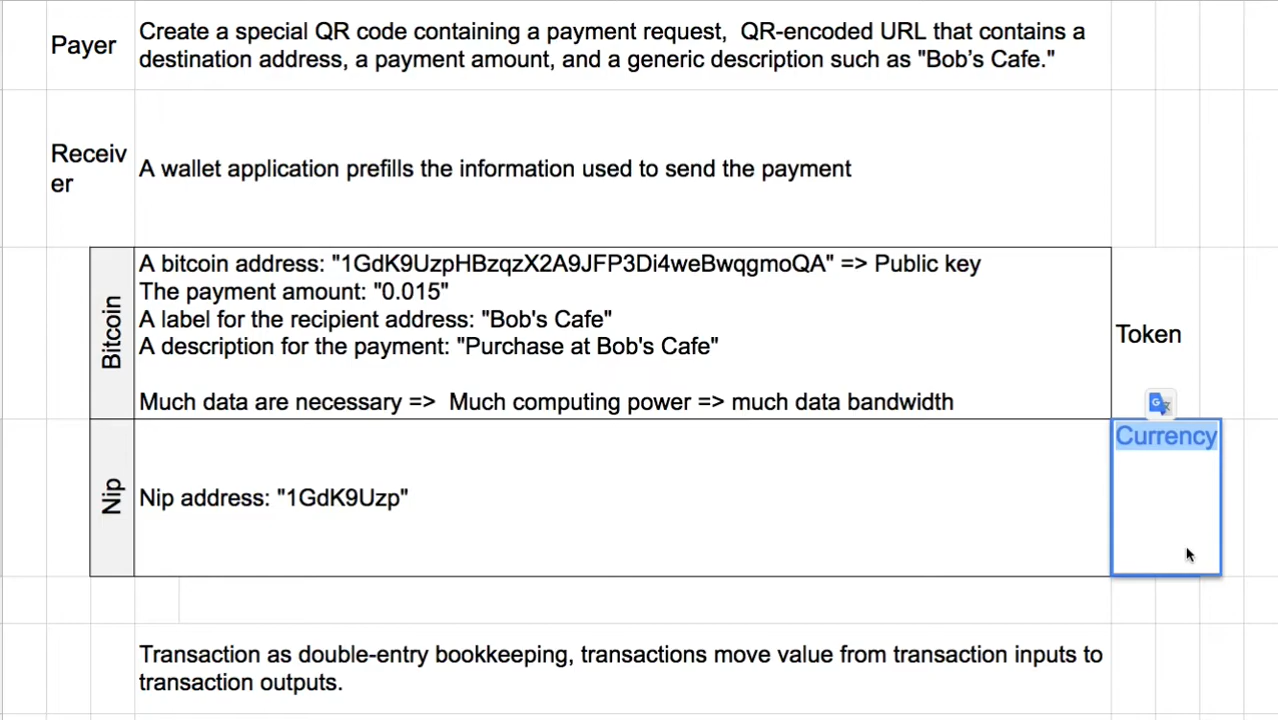 Payer
Create a special QR code containing a payment request,  QR-encoded URL that contains a
destination address, a payment amount, and a generic description such as "Bob’s Cafe."
Receiv
er
A wallet application prefills the information used to send the payment
Bitcoin
A bitcoin address: "1GdK9UzpHBzqzX2A9JFP3Di4weBwqgmoQA" => Public key
The payment amount: "0.015"
A label for the recipient address: "Bob's Cafe"
A description for the payment: "Purchase at Bob's Cafe"
Much data are necessary =>  Much computing power => much data bandwidth
Token
Nip
Nip address: "1GdK9Uzp"
Currency
Transaction as double-entry bookkeeping, transactions move value from transaction inputs to
transaction outputs.